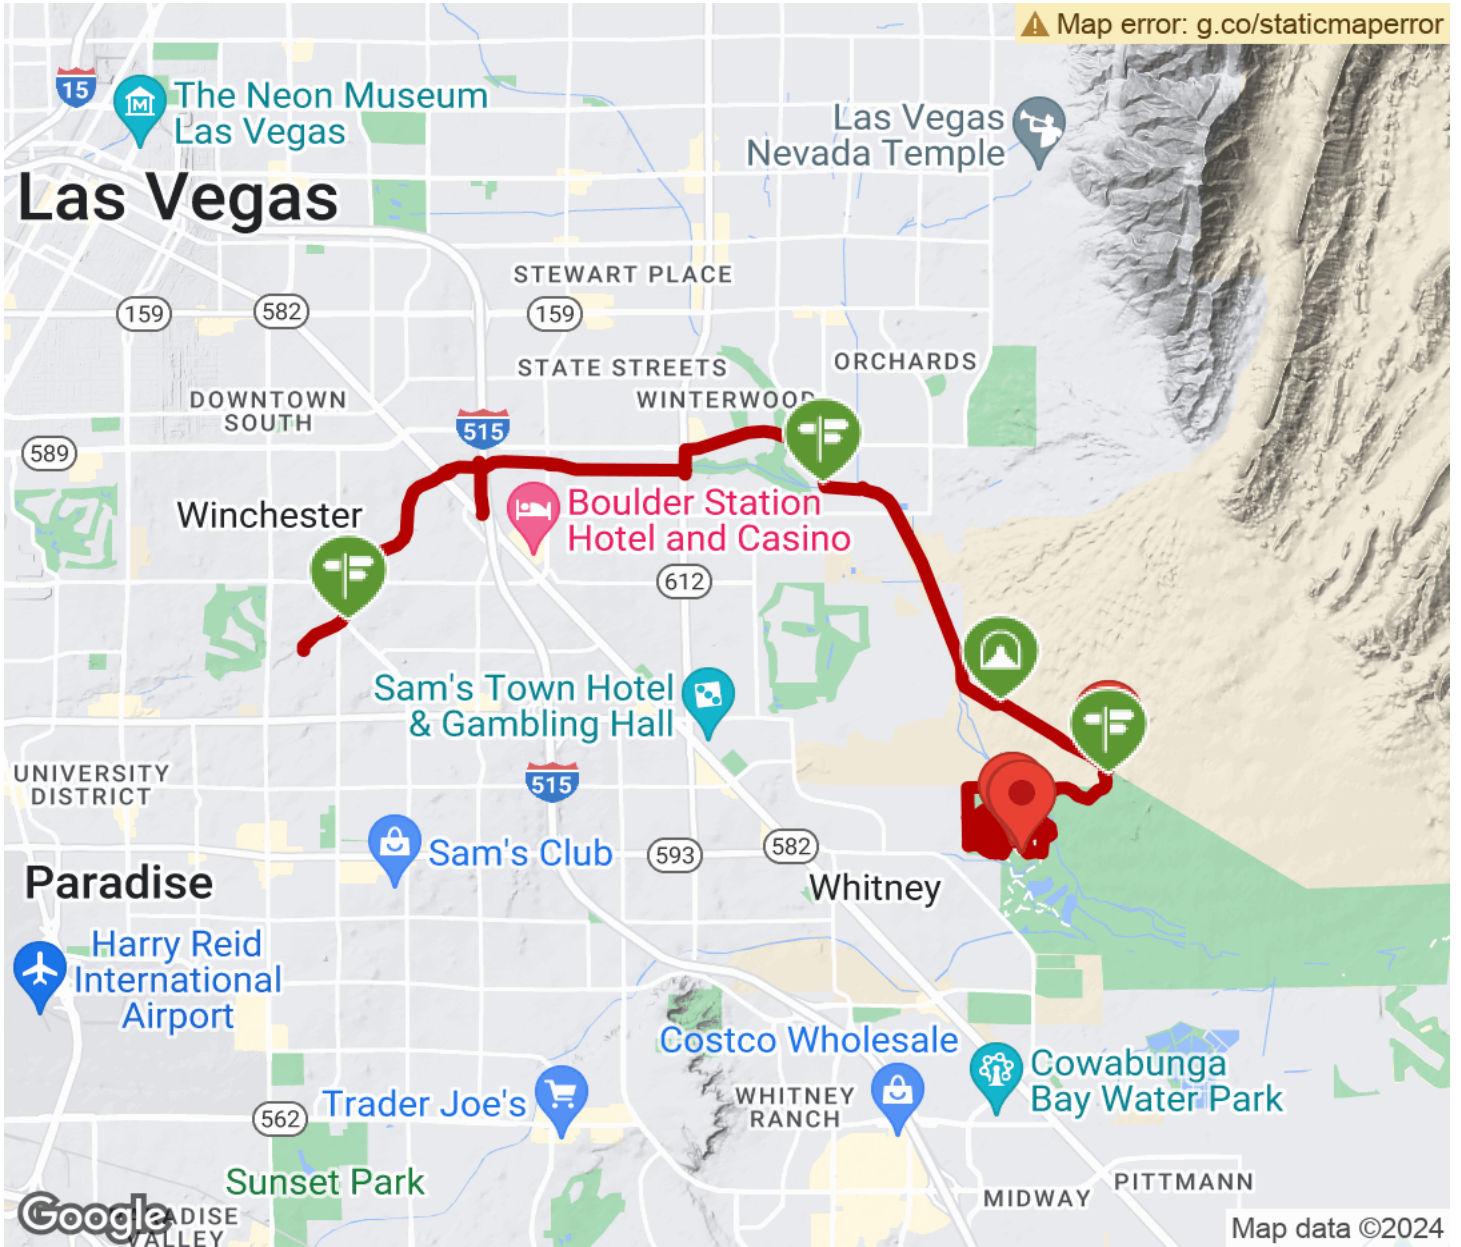 Map error: g.co/staticmaperror
15
The Neon Museum
Las Vegas
Las Vegas
Nevada Temple
Las Vegas
STEWART PLACE
159
582
159
STATE STREETS
ORCHARDS
DOWNTOWN
SOUTH
WINTERWOOD
515
589
Winchester
Boulder Station
Hotel and Casino
612
Sam's Town Hotel
& Gambling Hall
UNIVERSITY
DISTRICT
515
Sam's Club
593
582
Paradise
Whitney
Harry Reid
International
Airport
Costco Wholesale
Cowabunga
Bay Water Park
Trader Joe's
WHITNEY
RANCH
562
Sunset Park
PITTMANN
MIDWAY
Google
VALLEY
Map data ©2024